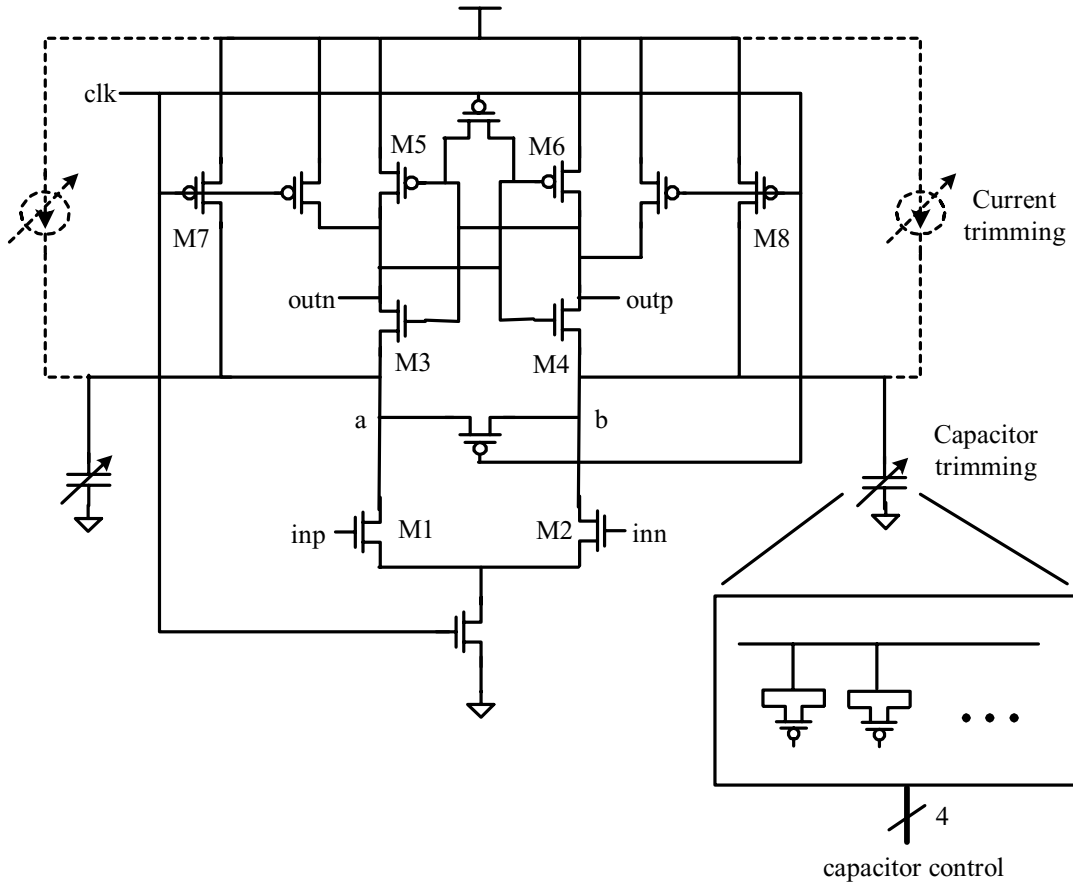 clk
M5
M6
M7
M8
Current
trimming
outn
outp
M3
M4
a
b
Capacitor
trimming
inp
M1
M2
inn
4
capacitor control